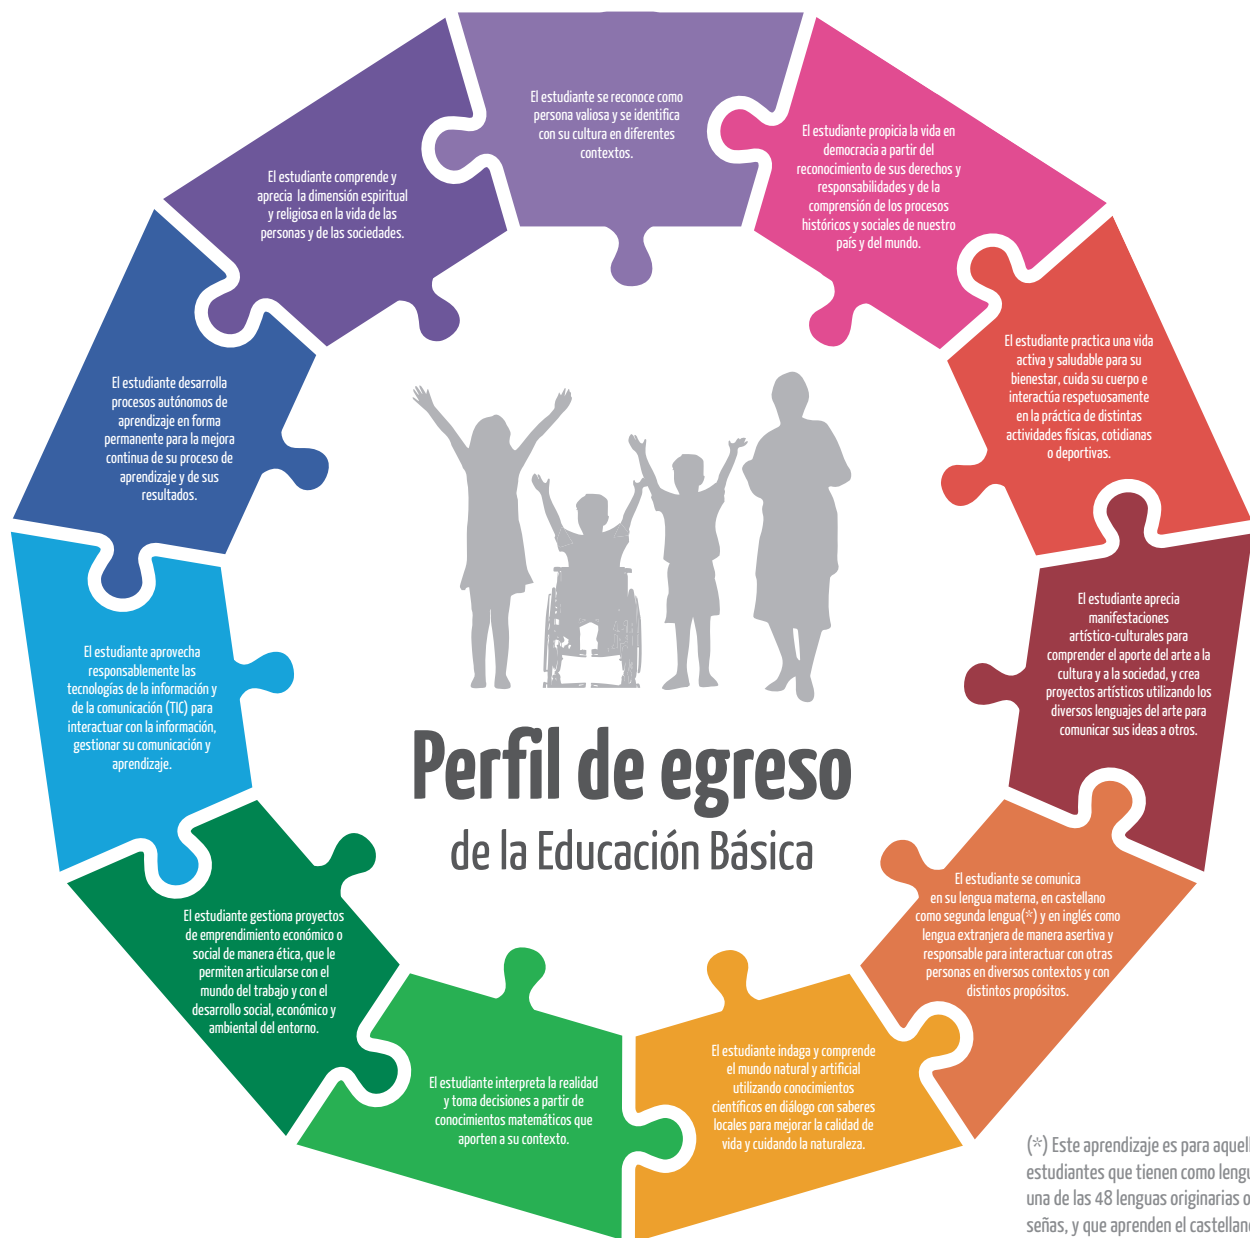 El estudiante se reconoce como
persona valiosa y se identifica
con su cultura en diferentes
contextos.
El estudiante propicia la vida en
democracia a partir del
reconocimiento de sus derechos y
responsabilidades y de la
comprensión de los procesos
históricos y sociales de nuestro
país y del mundo.
El estudiante practica una vida
activa y saludable para su
bienestar, cuida su cuerpo e
interactúa respetuosamente
en la práctica de distintas
actividades físicas, cotidianas
o deportivas.
El estudiante aprecia
manifestaciones
artístico-culturales para
comprender el aporte del arte a la
cultura y a la sociedad, y crea
proyectos artísticos utilizando los
diversos lenguajes del arte para
comunicar sus ideas a otros.
El estudiante se comunica
en su lengua materna, en castellano
como segunda lengua(*) y en inglés como
lengua extranjera de manera asertiva y
responsable para interactuar con otras
personas en diversos contextos y con
distintos propósitos.
El estudiante indaga y comprende
el mundo natural y artificial
utilizando conocimientos
científicos en diálogo con saberes
locales para mejorar la calidad de
vida y cuidando la naturaleza.
El estudiante interpreta la realidad
y toma decisiones a partir de
conocimientos matemáticos que
aporten a su contexto.
El estudiante gestiona proyectos
de emprendimiento económico o
social de manera ética, que le
permiten articularse con el
mundo del trabajo y con el
desarrollo social, económico y
ambiental del entorno.
El estudiante aprovecha
responsablemente las
tecnologías de la información y
de la comunicación (TIC) para
interactuar con la información,
gestionar su comunicación y
aprendizaje.
El estudiante desarrolla
procesos autónomos de
aprendizaje en forma
permanente para la mejora
continua de su proceso de
aprendizaje y de sus
resultados.
El estudiante comprende y
aprecia la dimensión espiritual
y religiosa en la vida de las
personas y de las sociedades.
Perfil de egreso
de la Educación Básica
(*) Este aprendizaje es para
estudiantes que tienen como
una de las 48 lenguas originarias
señas, y que aprenden el